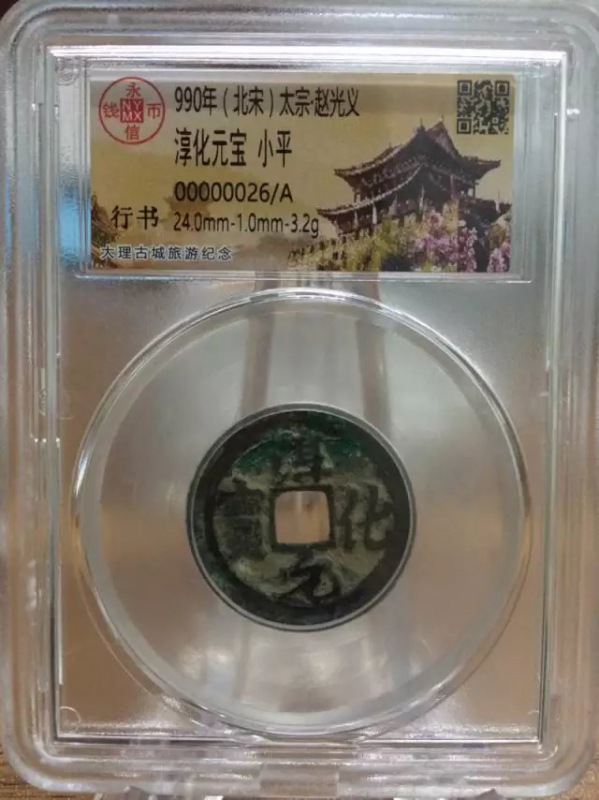 永
钱 NY MX 币
信
990年（北宋）太宗·赵光义
淳化元宝 小平
00000026/A
行书 24.0mm-1.0mm-3.2g
大理古城旅游纪念
淳
寶 化
元